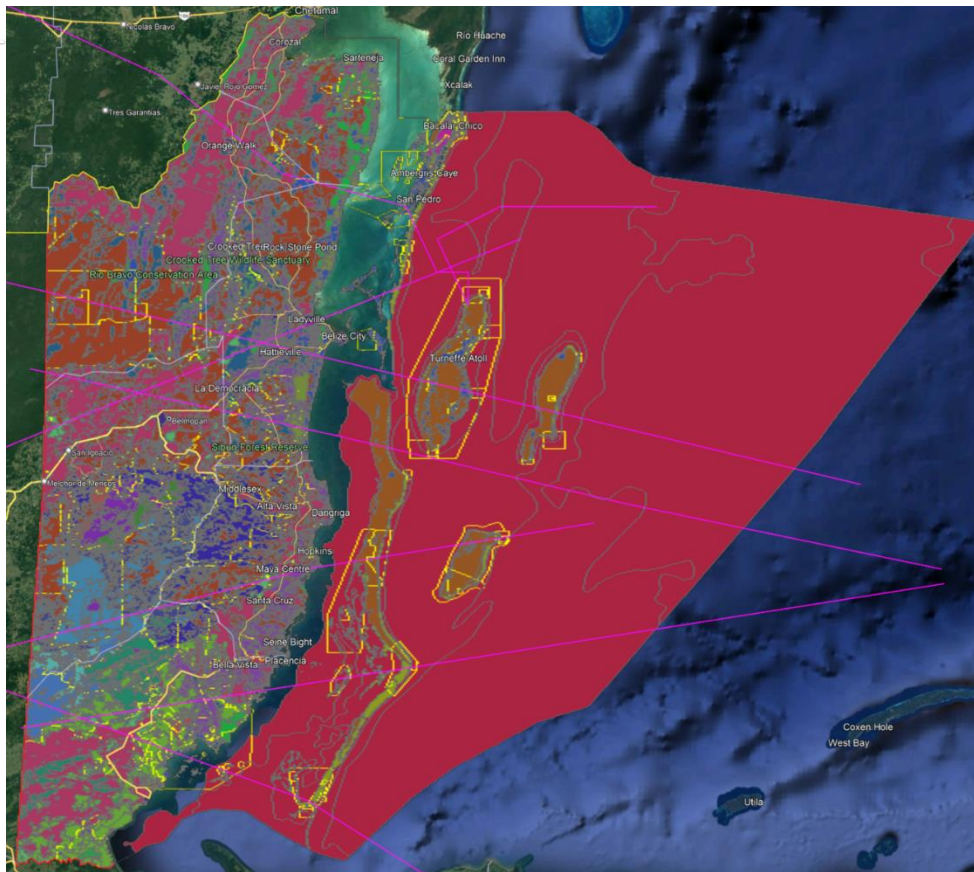 Chetumal
Nicolas Bravo
Rio Huache
Corozal
Sarteneja
Coral Garden Inn
Xcalak
Javier Rojo Gomez
Tres Garantias
Bacalar Chico
Orange Walk
Ambergris Caye
San Pedro
Crooked Tree
Rock Stone Pond
Crooked Tree Wildlife Sanctuary
Rio Bravo Conservation Area
Ladyville
Belize City
Hattieville
Turneffe Atoll
La Democracia
C
Belmopan
Sibun Forest Reserve
San Ignacio
Melchor de Mencos
Middlesex
Alta Vista
Dangriga
Hopkins
Maya Centre
Santa Cruz
Seine Bight
Bella Vista
Placencia
Coxen Hole
West Bay
Utila